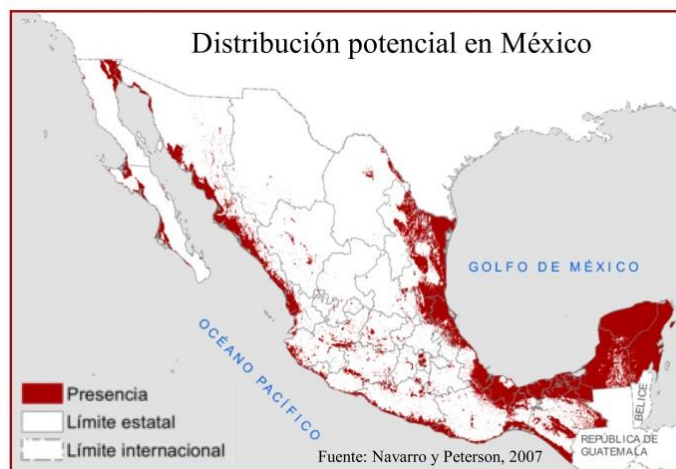 Distribución potencial en México
GOLFO DE MÉXICO
OCÉANO PACÍFICO
Presencia
Límite estatal
Límite internacional
BELICE
REPÚBLICA DE
GUATEMALA
Fuente: Navarro y Peterson, 2007